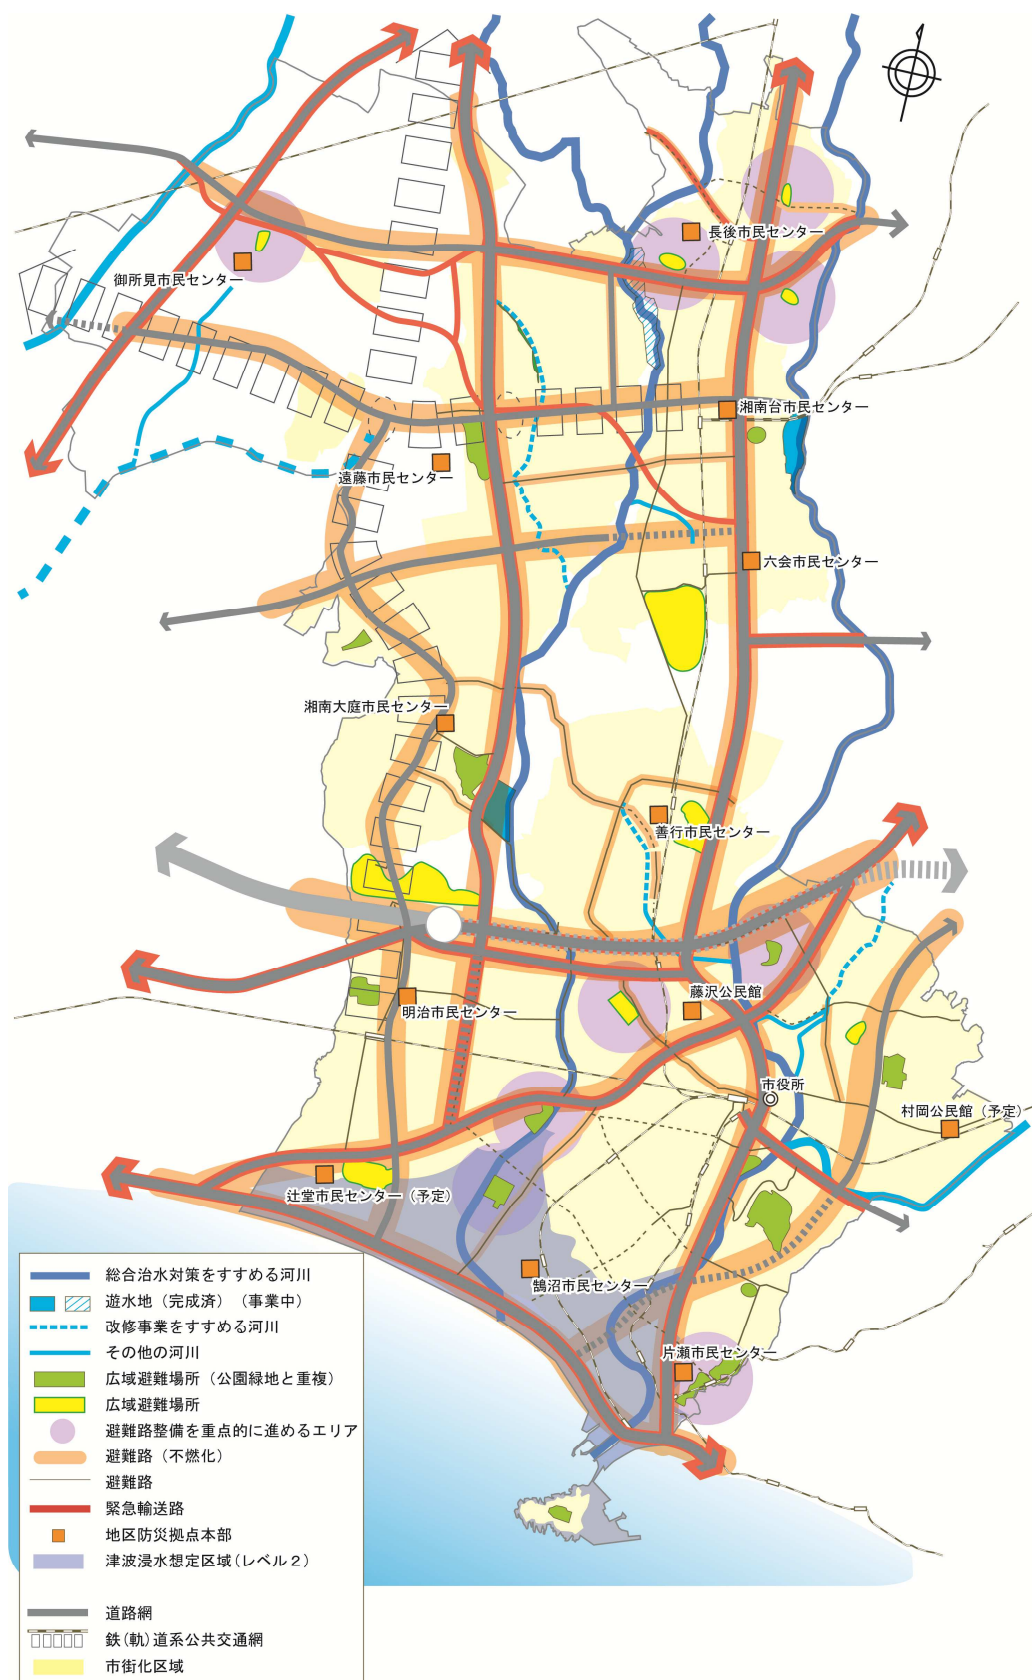 長後市民センター
御所見市民センター
湘南台市民センター
遠藤市民センター
六会市民センター
湘南大庭市民センター
善行市民センター
藤沢公民館
明治市民センター
市役所
村岡公民館（予定）
辻堂市民センター（予定）
鵠沼市民センター
片瀬市民センター
総合治水対策をすすめる河川
遊水地（完成済）（事業中）
改修事業をすすめる河川
その他の河川
広域避難場所（公園緑地と重複）
広域避難場所
避難路整備を重点的に進めるエリア
避難路（不燃化）
避難路
緊急輸送路
地区防災拠点本部
津波浸水想定区域（レベル２）
道路網
鉄（軌）道系公共交通網
市街化区域